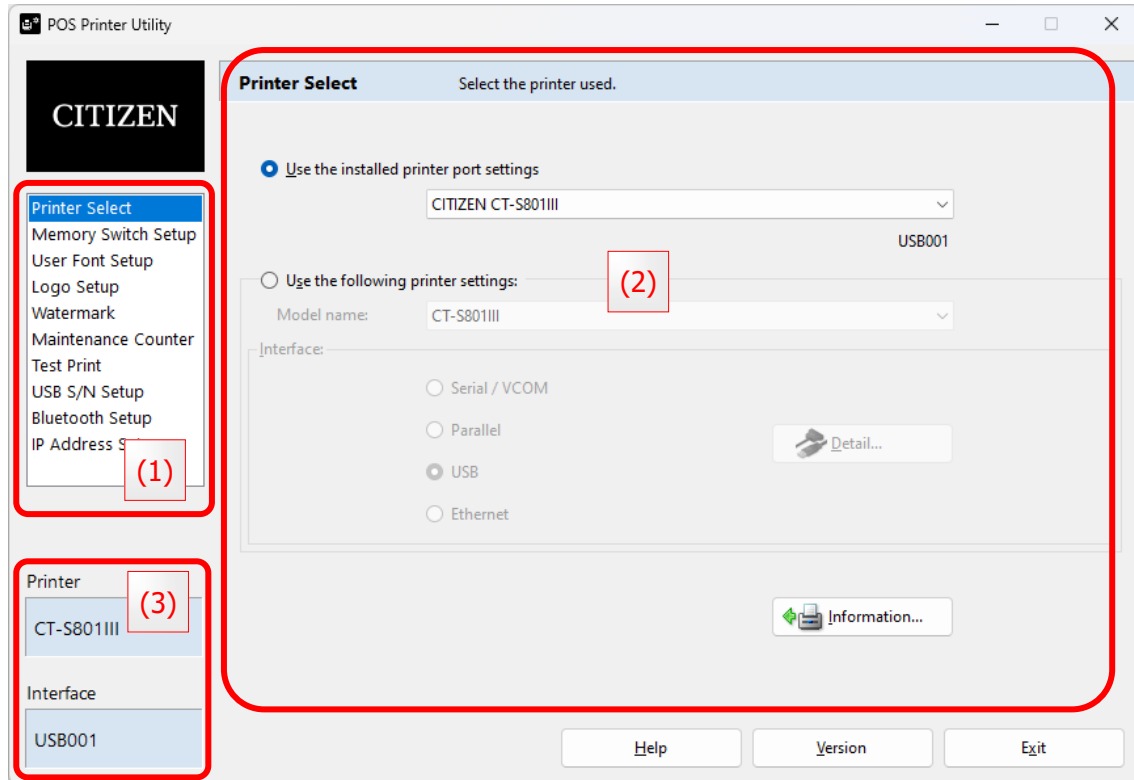 POS Printer Utility
CITIZEN
Printer Select
Memory Switch Setup
User Font Setup
Logo Setup
Watermark
Maintenance Counter
Test Print
USB S/N Setup
Bluetooth Setup
IP Address
(1)
Printer
(3)
CT-S801III
Interface
USB001
Printer Select Select the printer used.
Use the installed printer port settings
CITIZEN CT-S801III
USB001
(2)
Use the following printer settings:
Model name: CT-S801III
Interface:
Serial / VCOM
Parallel
Detail...
USB
Ethernet
Information...
Help Version Exit